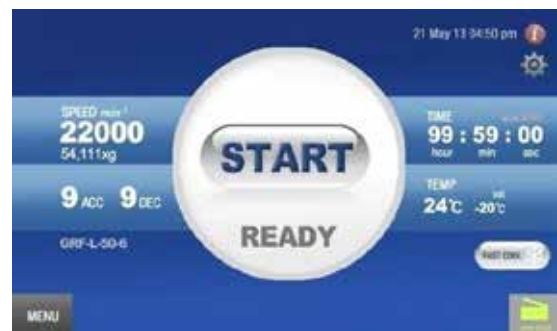 21 May 13 04:50 pm
SPEED min⁻¹
22000
54,111xg
9 ACC 9 DEC
GRF-L-50-6
START
READY
TIME
99 : 59 : 00
hour min sec
TEMP
24℃ -20℃
FAST COOL
MENU